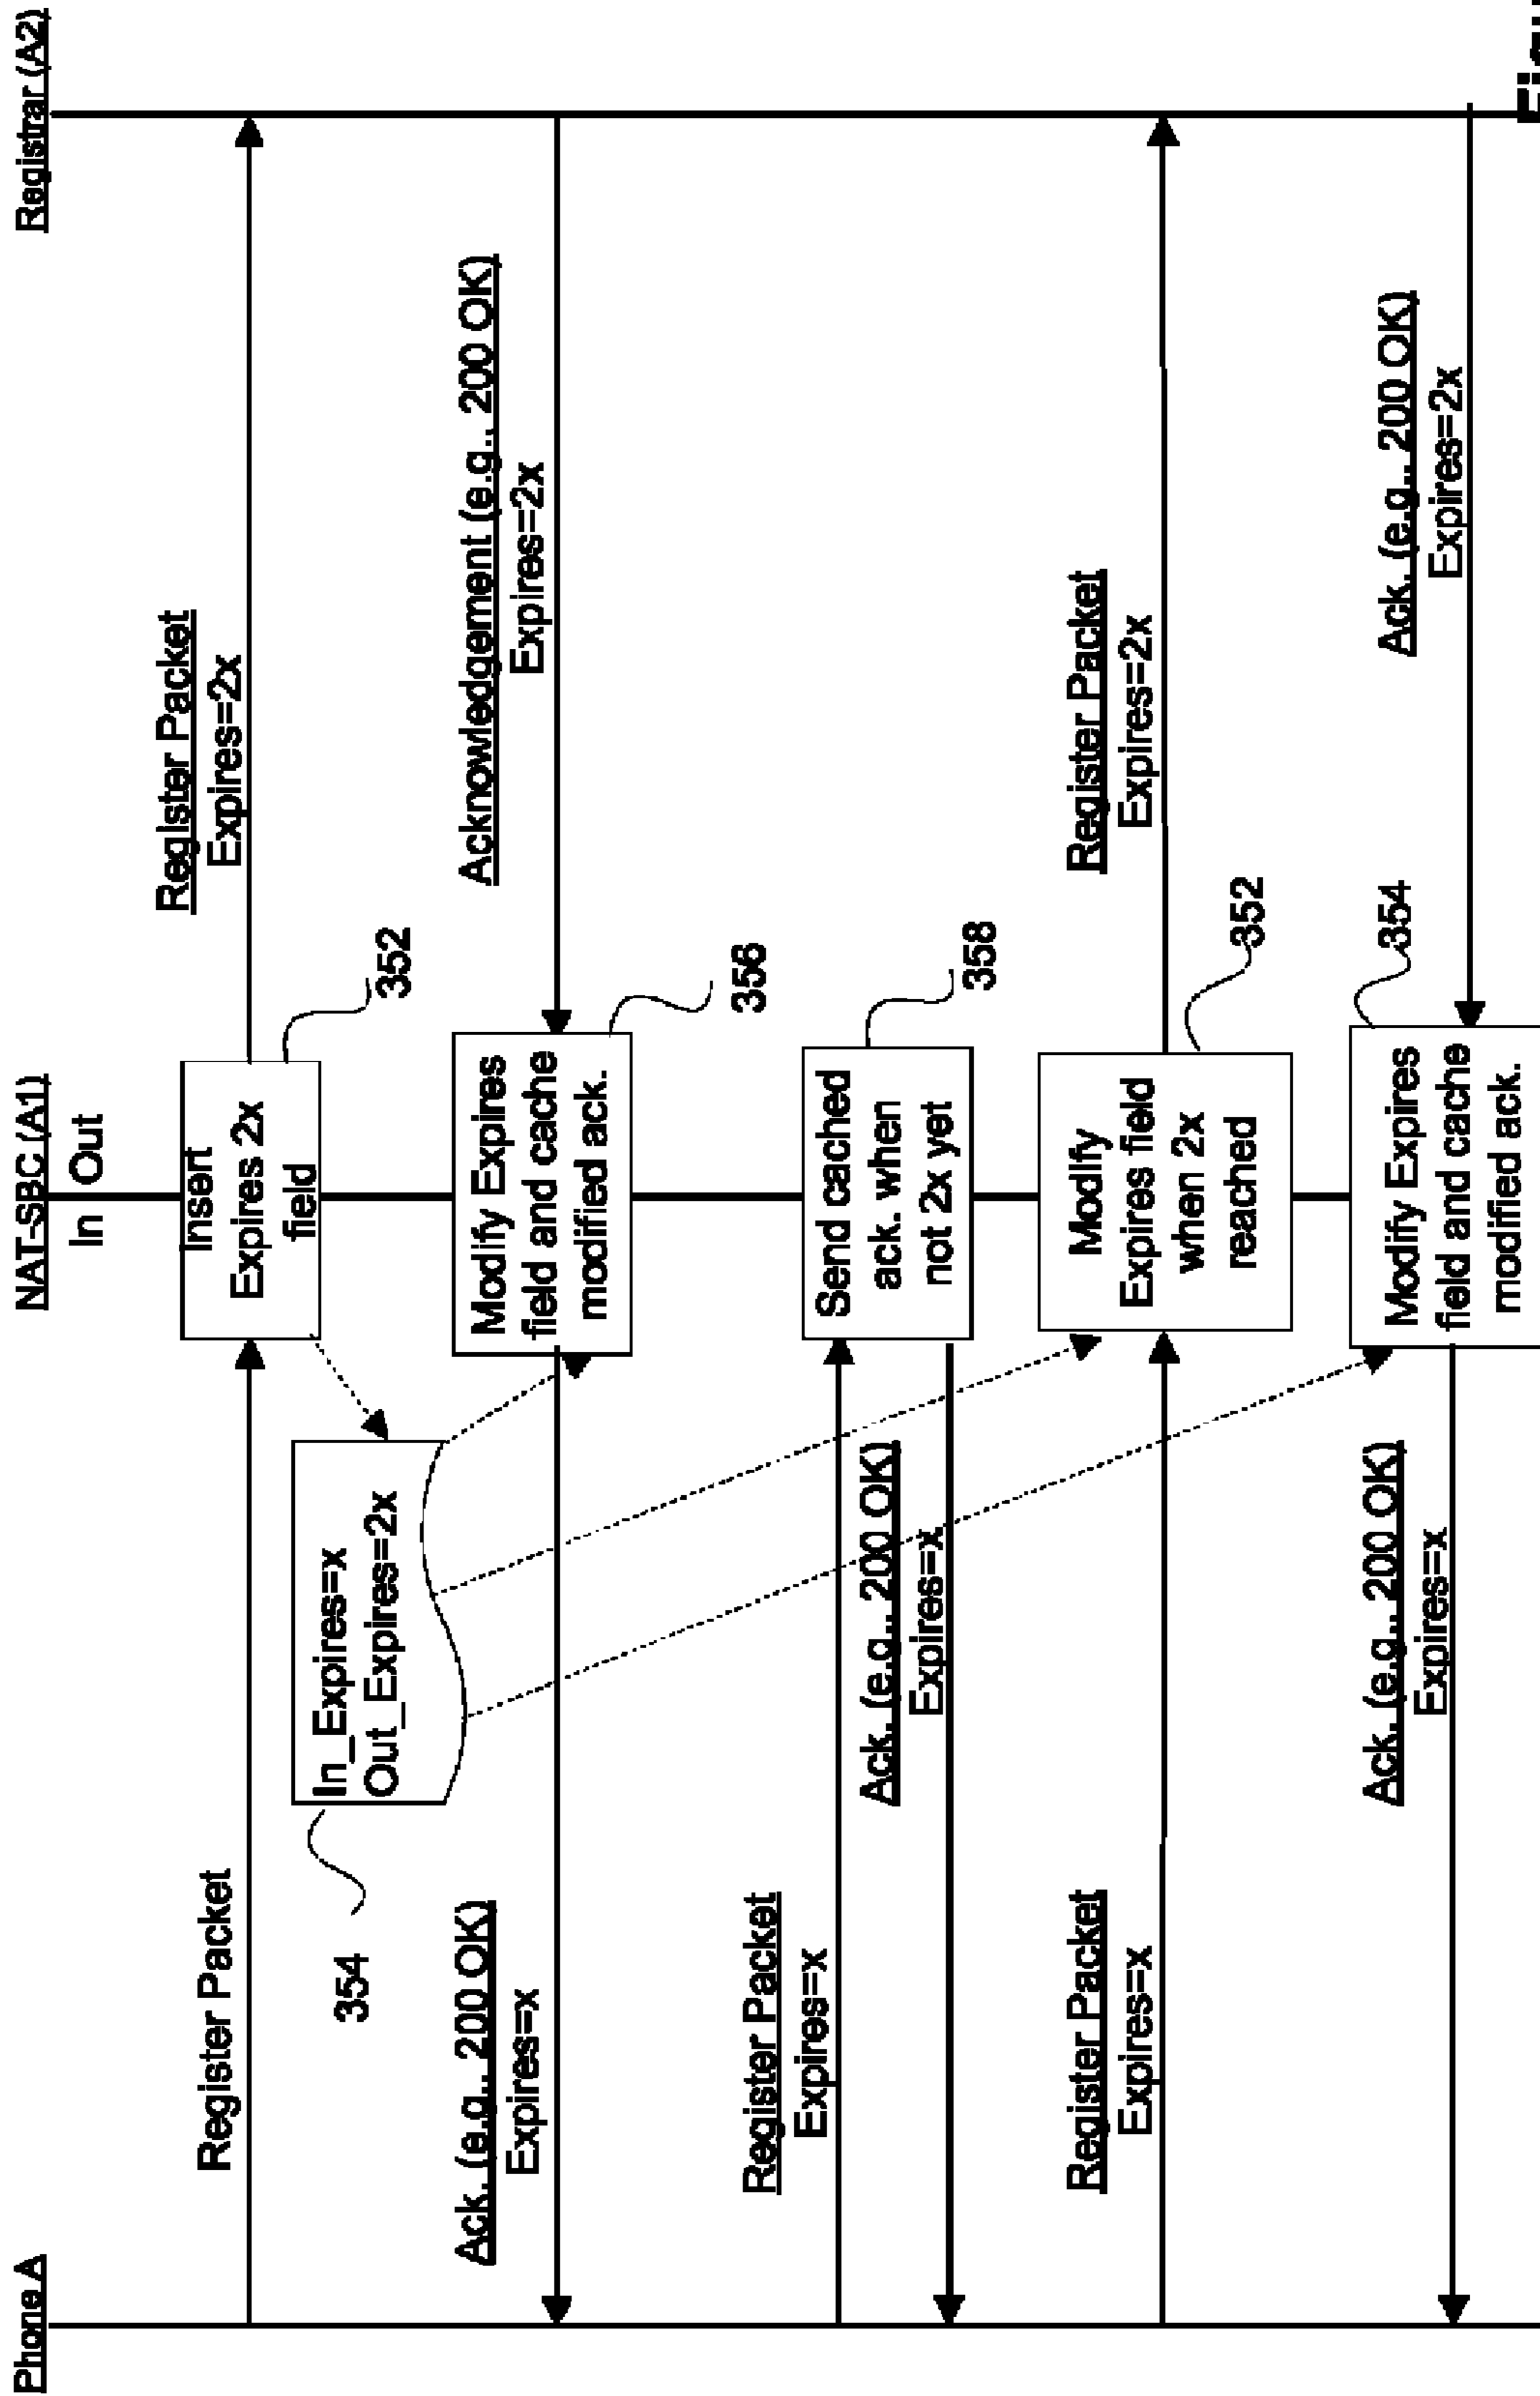 Phone A
NAT-SBC (A1)
Registrar (A2)
In Out
Register Packet
Insert
Expires 2x
field
352
Register Packet
Expires=2x
In_Expires=x
Out_Expires=2x
354
Ack. (e.g., 200 OK)
Expires=x
Modify Expires
field and cache
modified ack.
356
Acknowledgement (e.g., 200 OK)
Expires=2x
Register Packet
Expires=x
Send cached
ack. when
not 2x yet
358
Ack. (e.g., 200 OK)
Expires=x
Register Packet
Expires=x
Modify
Expires field
when 2x
reached
352
Register Packet
Expires=2x
Ack. (e.g., 200 OK)
Expires=x
Modify Expires
field and cache
modified ack.
354
Ack. (e.g., 200 OK)
Expires=2x